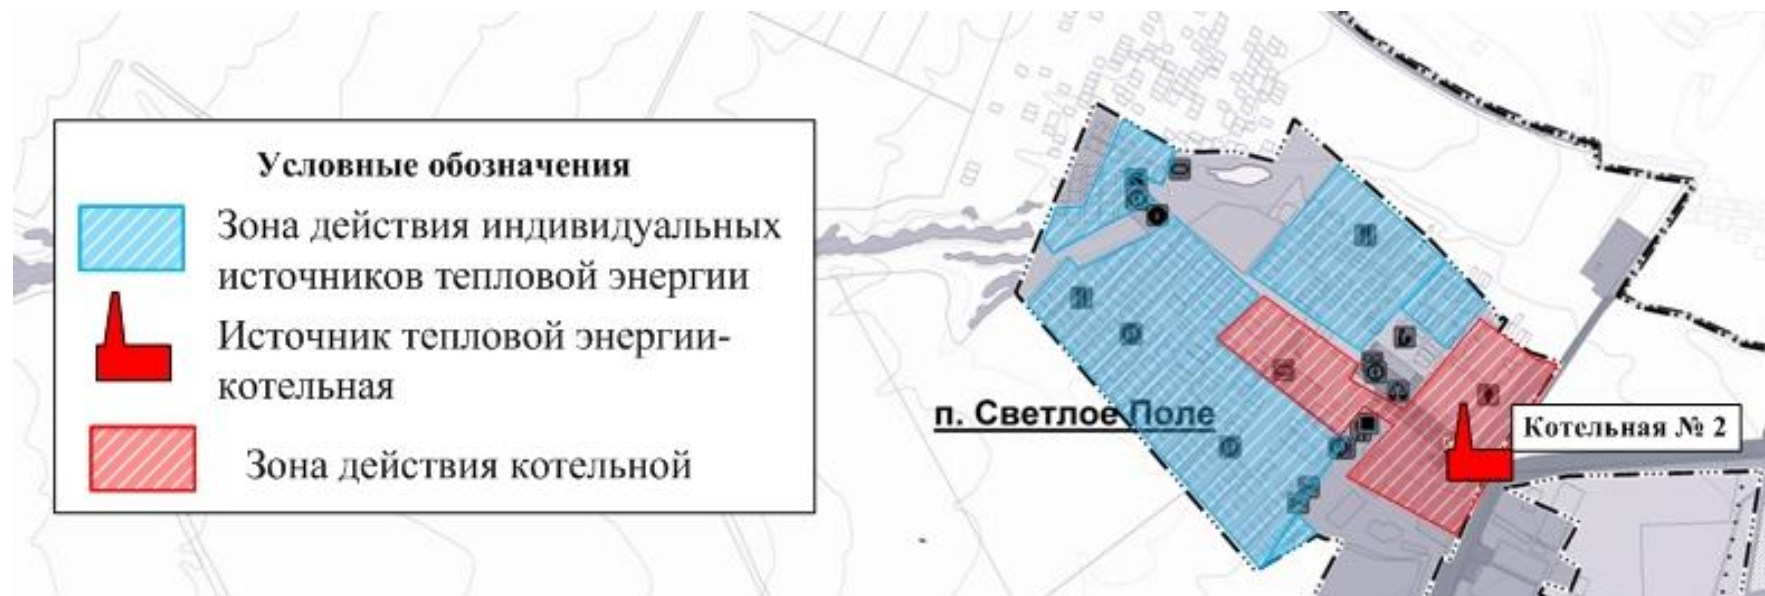 Условные обозначения
Зона действия индивидуальных
источников тепловой энергии
Источник тепловой энергии-
котельная
Зона действия котельной
п. Светлое Поле
Котельная № 2